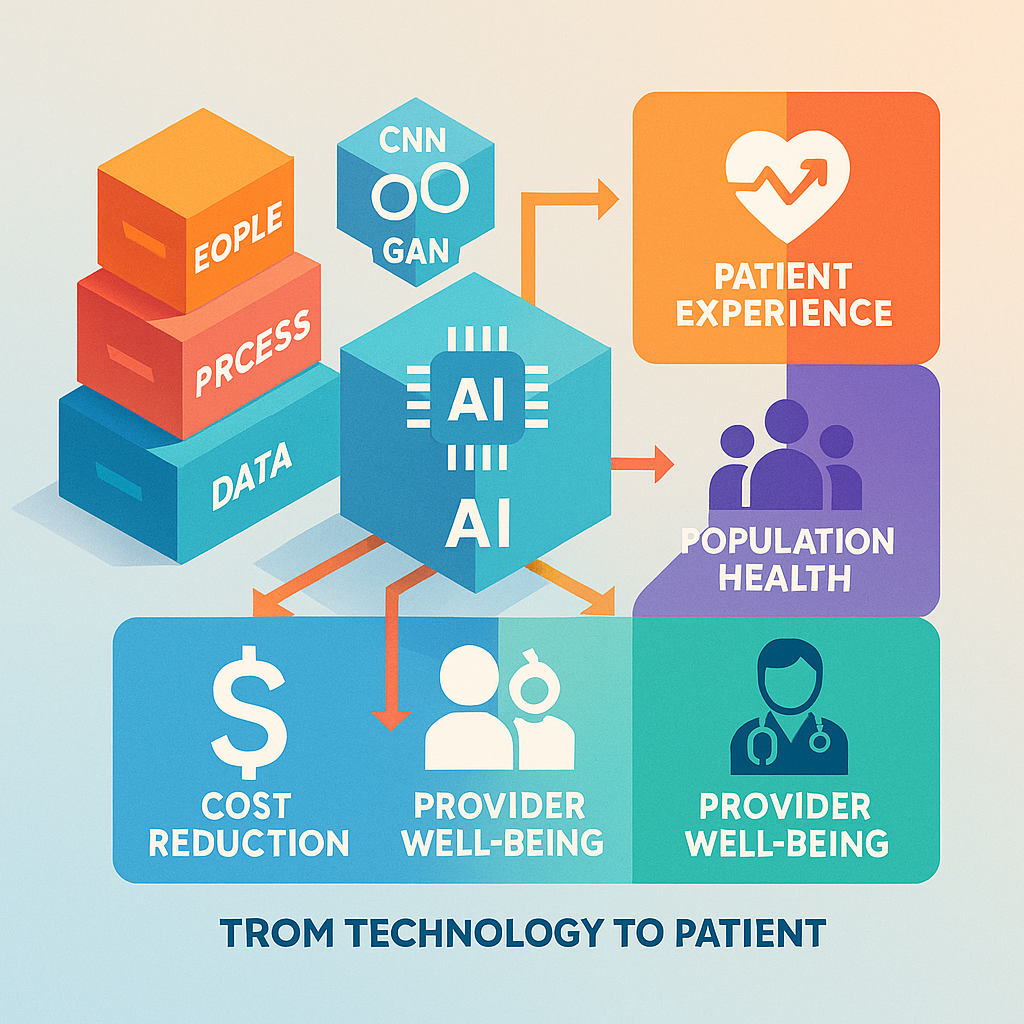 EOPLE
PRCESS
DATA
CNN
GAN
AI
AI
PATIENT
EXPERIENCE
POPULATION
HEALTH
$
COST
REDUCTION
PROVIDER
WELL-BEING
PROVIDER
WELL-BEING
TROM TECHNOLOGY TO PATIENT